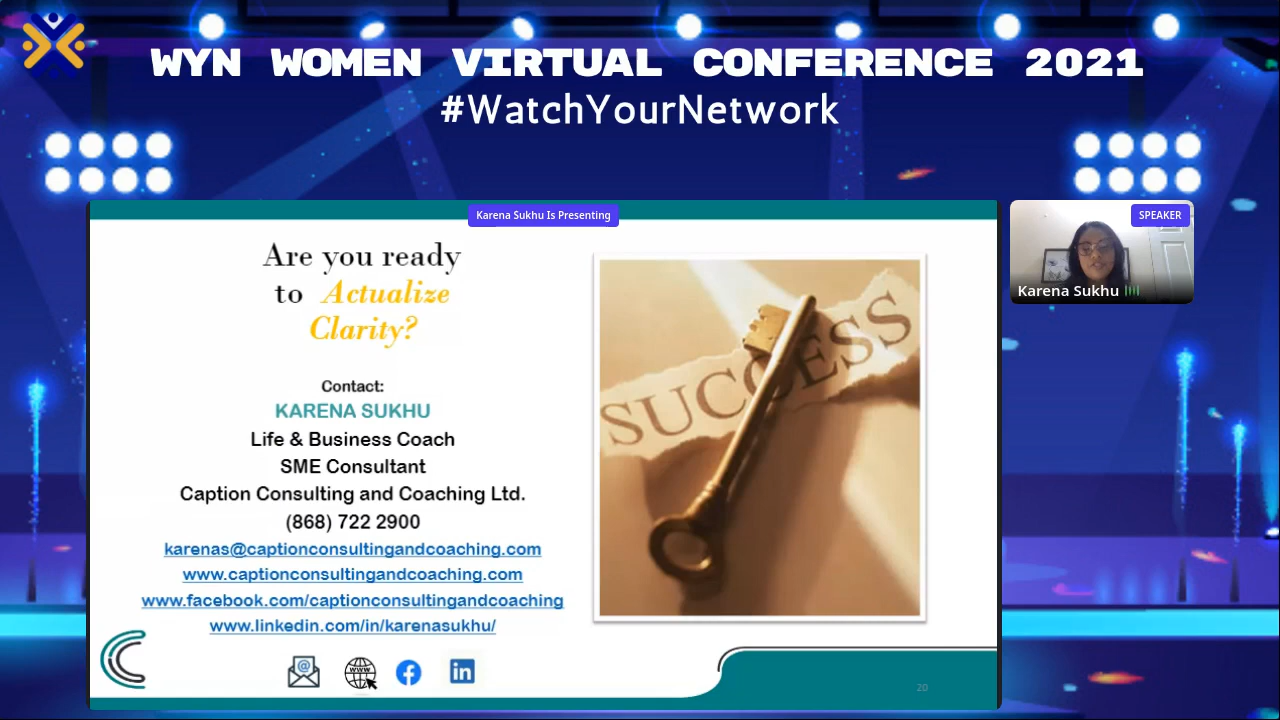 WYN WOMEN VIRTUAL CONFERENCE 2021
#WatchYourNetwork
Karena Sukhu Is Presenting
SPEAKER
Karena Sukhu
Are you ready
to Actualize
Clarity?
Contact:
KARENA SUKHU
Life & Business Coach
SME Consultant
Caption Consulting and Coaching Ltd.
(868) 722 2900
karenas@captionconsultingandcoaching.com
www.captionconsultingandcoaching.com
www.facebook.com/captionconsultingandcoaching
www.linkedin.com/in/karenasukhu/
SUCCESS
@
WWW
f
in
20